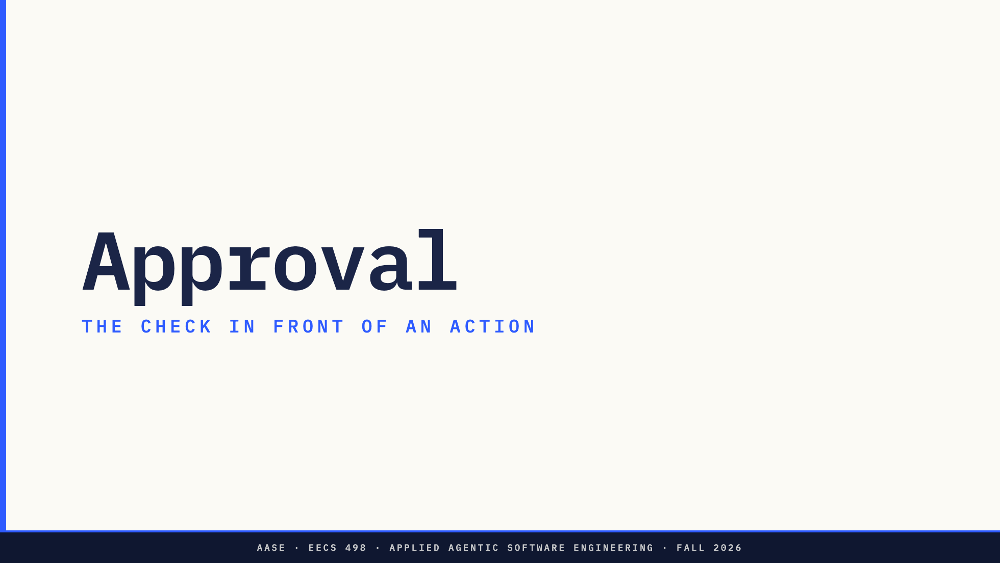 Approval
THE CHECK IN FRONT OF AN ACTION
AASE · EECS 498 · APPLIED AGENTIC SOFTWARE ENGINEERING · FALL 2026